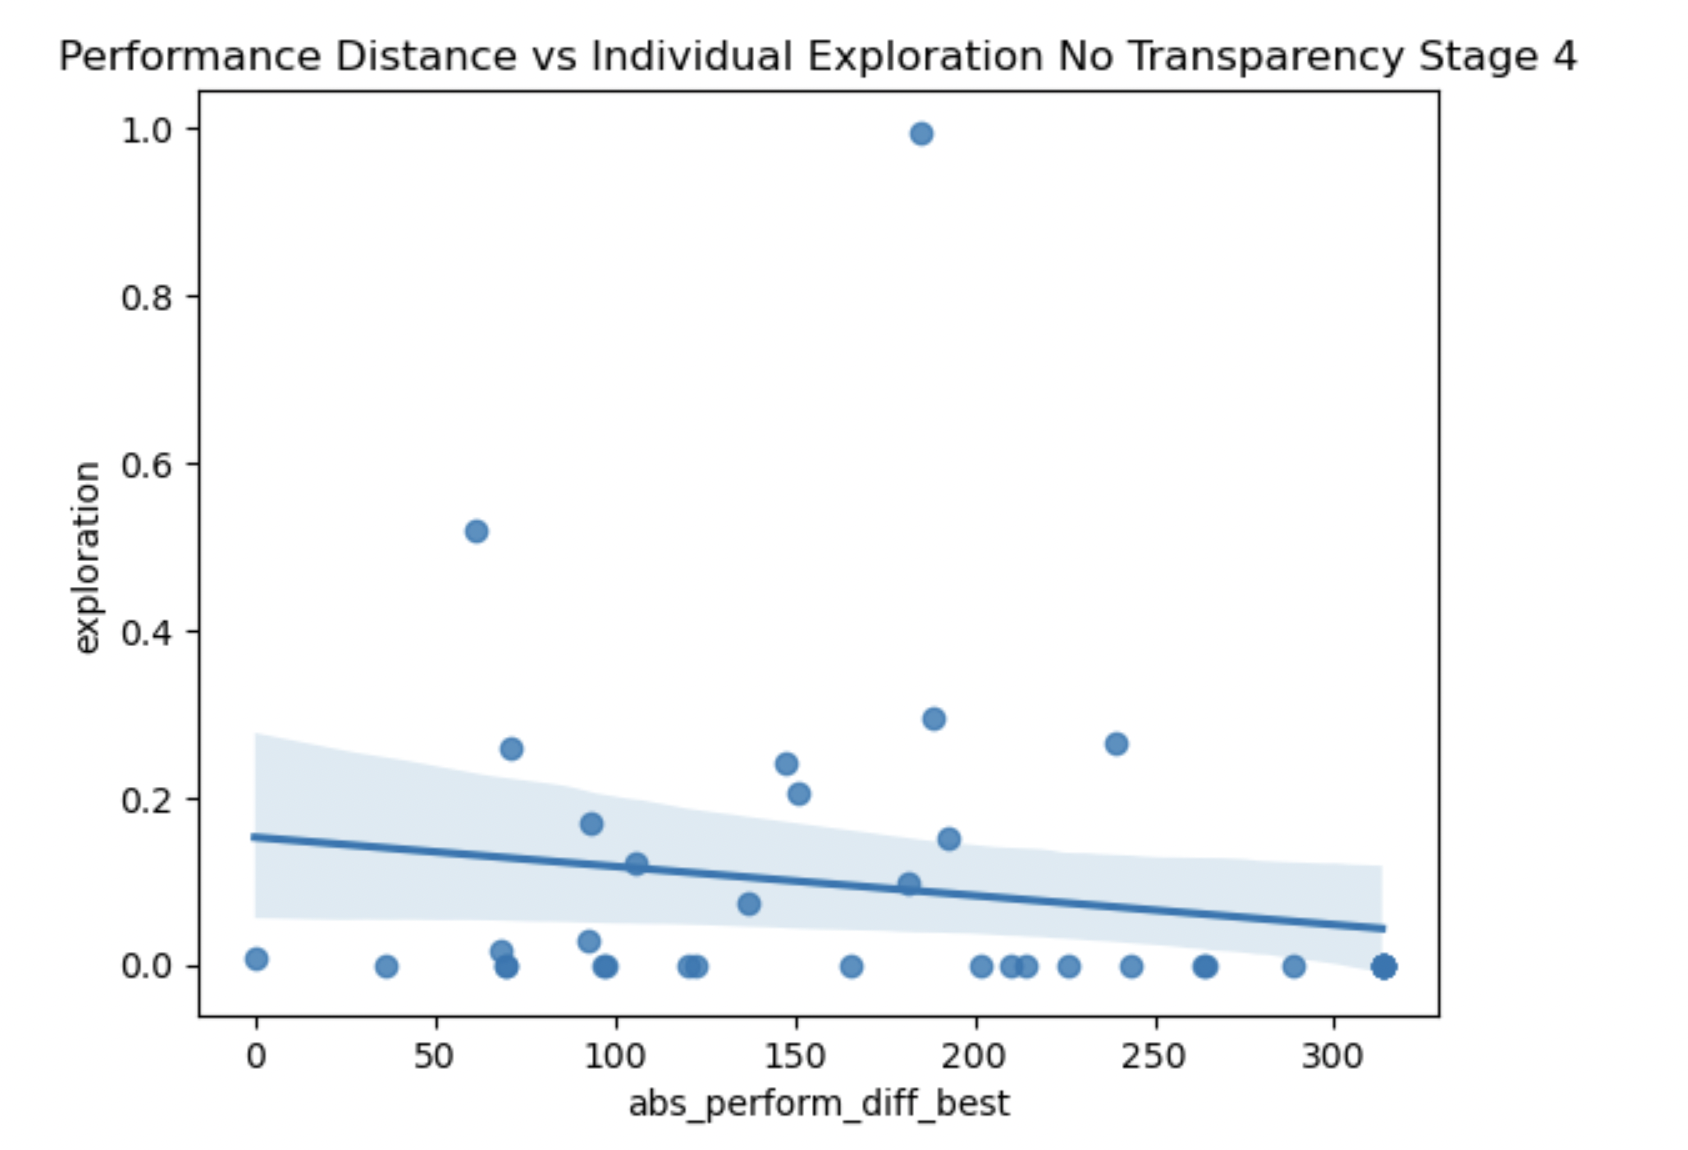 Performance Distance vs Individual Exploration No Transparency Stage 4
1.0
0.8
0.6
0.4
0.2
0.0
exploration
0 50 100 150 200 250 300
abs_perform_diff_best